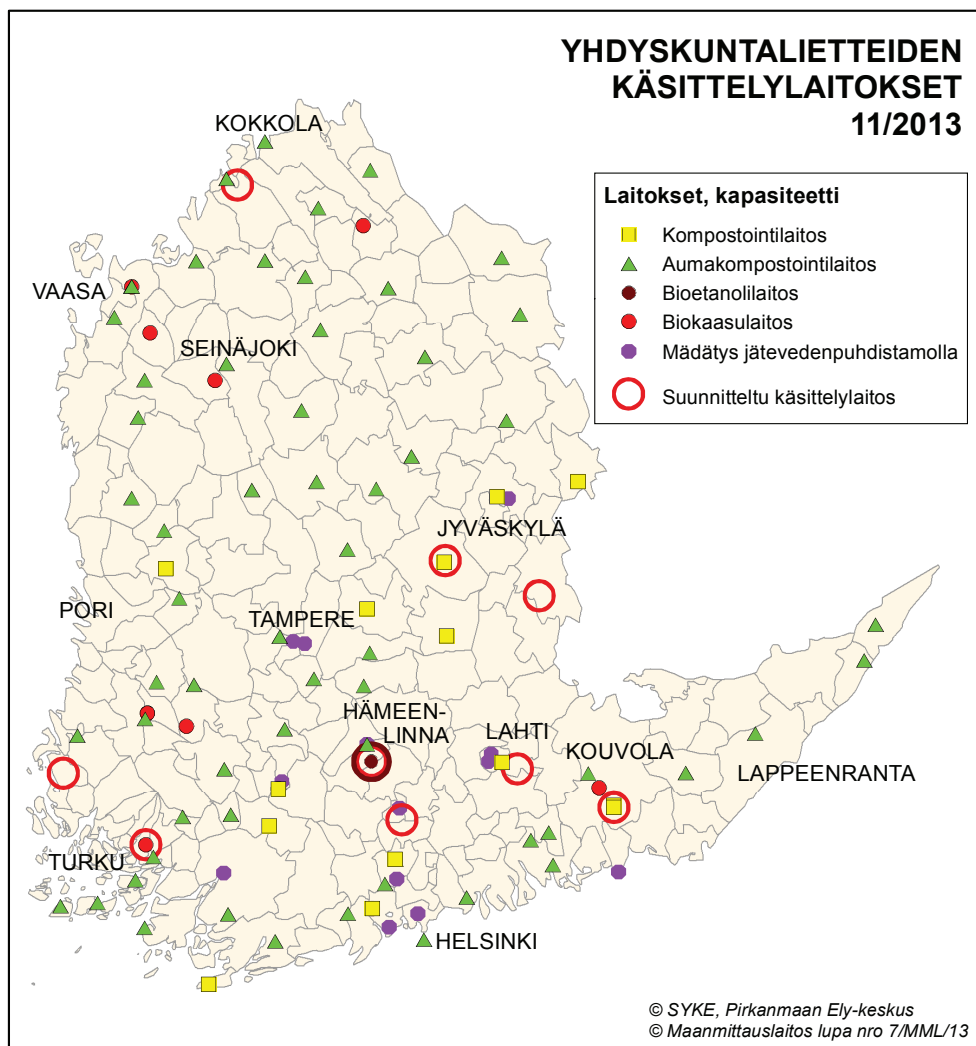 YHDYSKUNTALIETTEIDEN
KÄSITTELYLAITOKSET
11/2013
Laitokset, kapasiteetti
Kompostointilaitos
Aumakompostointilaitos
Bioetanolilaitos
Biokaasulaitos
Mädätys jätevedenpuhdistamolla
Suunniteltu käsittelylaitos
KOKKOLA
VAASA
SEINÄJOKI
JYVÄSKYLÄ
PORI
TAMPERE
HÄMEEN-
LINNA
LAHTI
KOUVOLA
LAPPEENRANTA
TURKU
HELSINKI
© SYKE, Pirkanmaan Ely-keskus
© Maanmittauslaitos lupa nro 7/MML/13